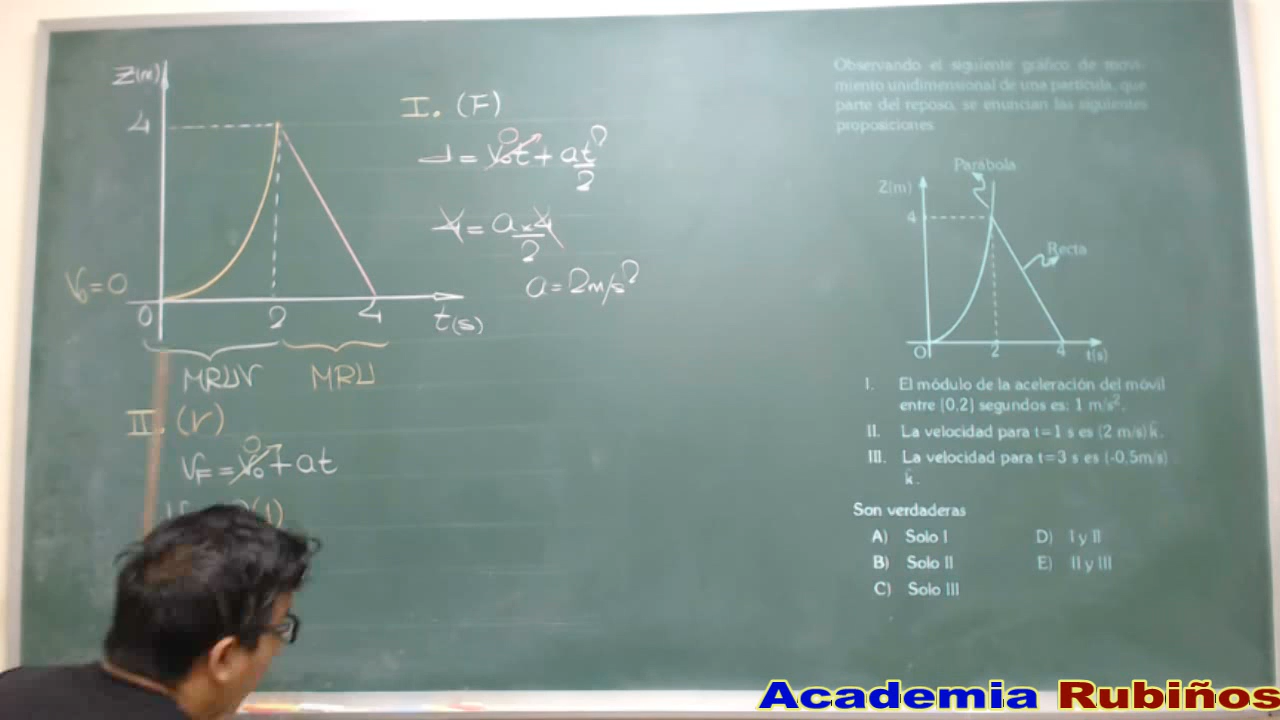 Z(m)
4
V₀=0
0
2
4
t(s)
MRUV
MRU
I. (F)
d = V₀t + at²/2
0
4 = a×4/2
a = 2m/s²
II. (V)
0
V_F = V₀ + at
2(1)
Observando el siguiente gráfico de movi-
miento unidimensional de una partícula, que
parte del reposo, se enuncian las siguientes
proposiciones
Parábola
Z(m)
4
Recta
O
2
4
t(s)
I. El módulo de la aceleración del móvil
entre [0,2] segundos es: 1 m/s².
II. La velocidad para t=1 s es (2 m/s)k̂.
III. La velocidad para t=3 s es (-0,5m/s)
k̂.
Son verdaderas
A) Solo I
B) Solo II
C) Solo III
D) I y II
E) II y III
Academia Rubiños